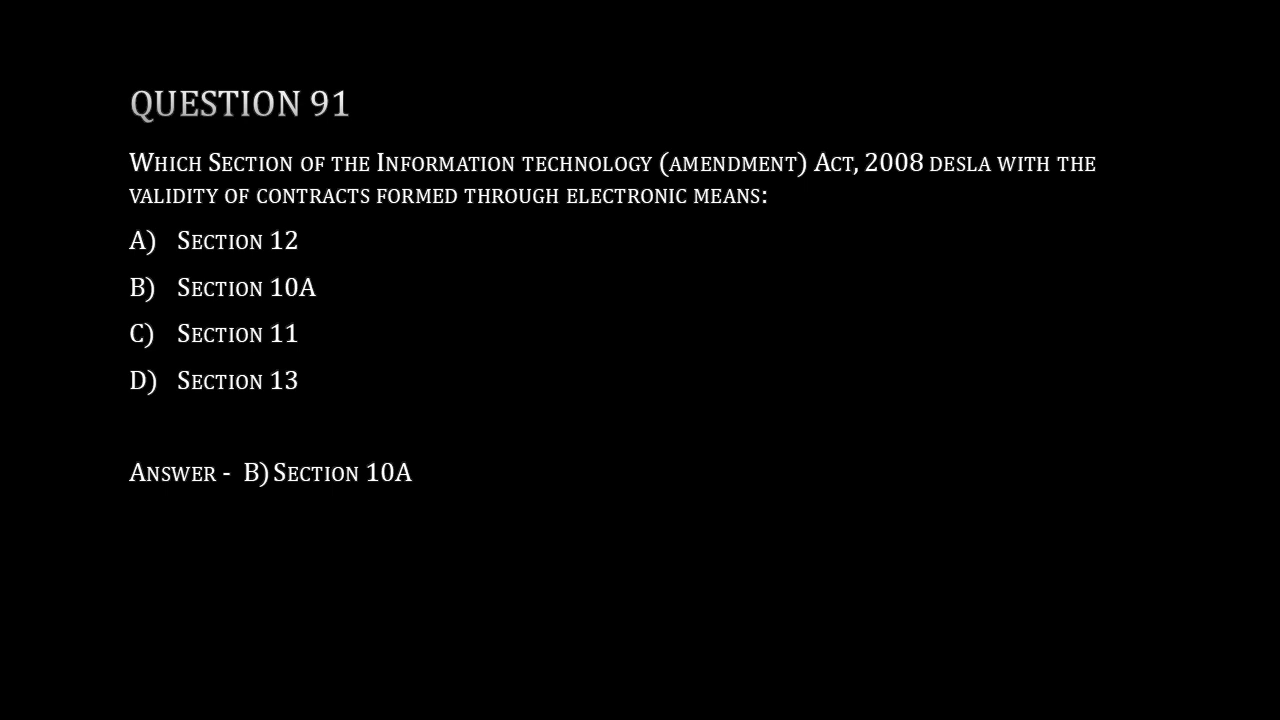 QUESTION 91
Which Section of the Information technology (amendment) Act, 2008 desla with the
validity of contracts formed through electronic means:
A) Section 12
B) Section 10A
C) Section 11
D) Section 13
Answer - B) Section 10A